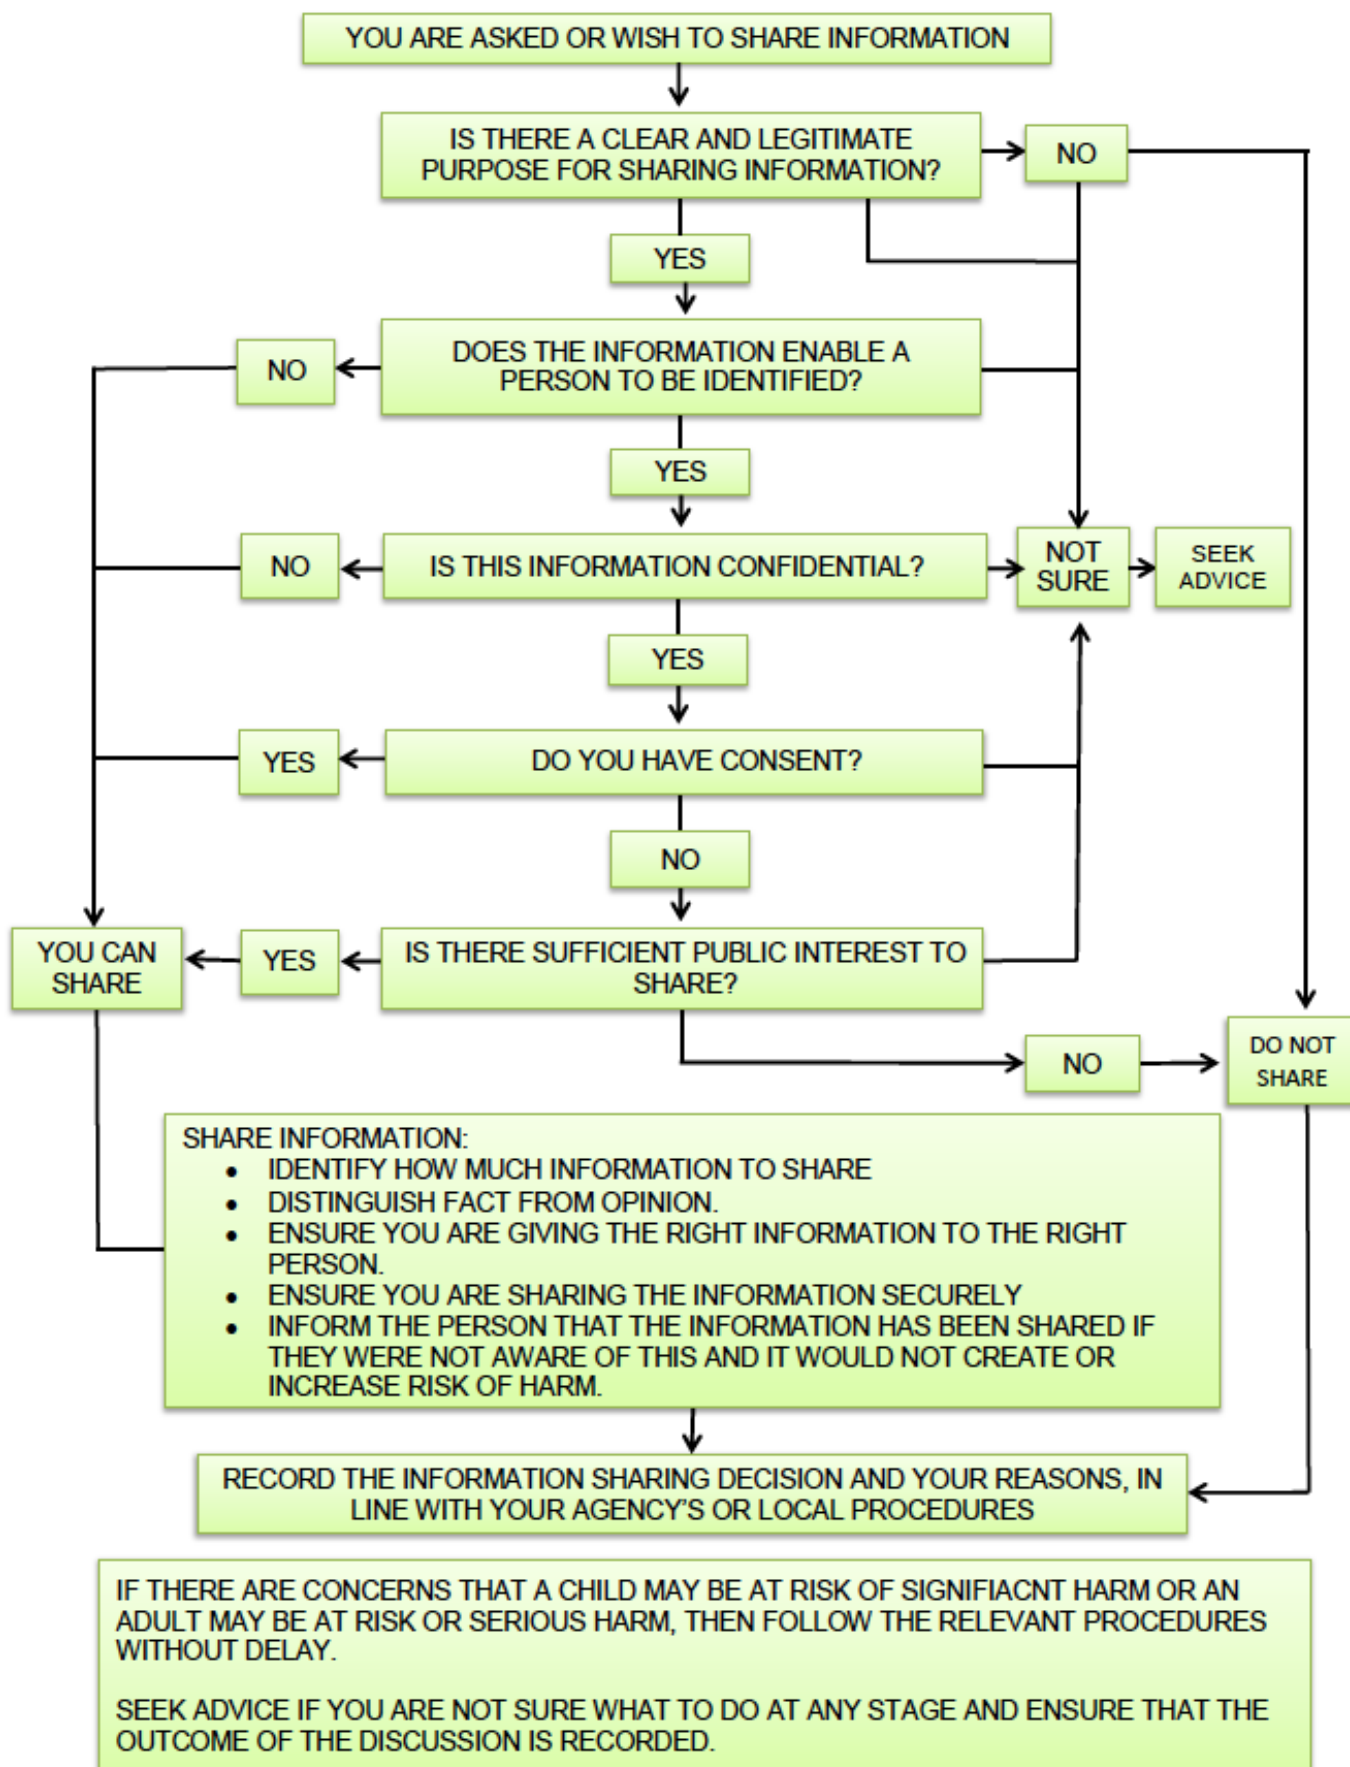 YOU ARE ASKED OR WISH TO SHARE INFORMATION
IS THERE A CLEAR AND LEGITIMATE
PURPOSE FOR SHARING INFORMATION?
NO
YES
DOES THE INFORMATION ENABLE A
PERSON TO BE IDENTIFIED?
NO
YES
IS THIS INFORMATION CONFIDENTIAL?
NO
NOT
SURE
SEEK
ADVICE
YES
DO YOU HAVE CONSENT?
YES
NO
IS THERE SUFFICIENT PUBLIC INTEREST TO
SHARE?
YES
YOU CAN
SHARE
NO
DO NOT
SHARE
SHARE INFORMATION:
• IDENTIFY HOW MUCH INFORMATION TO SHARE
• DISTINGUISH FACT FROM OPINION.
• ENSURE YOU ARE GIVING THE RIGHT INFORMATION TO THE RIGHT
PERSON.
• ENSURE YOU ARE SHARING THE INFORMATION SECURELY
• INFORM THE PERSON THAT THE INFORMATION HAS BEEN SHARED IF
THEY WERE NOT AWARE OF THIS AND IT WOULD NOT CREATE OR
INCREASE RISK OF HARM.
RECORD THE INFORMATION SHARING DECISION AND YOUR REASONS, IN
LINE WITH YOUR AGENCY'S OR LOCAL PROCEDURES
IF THERE ARE CONCERNS THAT A CHILD MAY BE AT RISK OF SIGNIFIACNT HARM OR AN
ADULT MAY BE AT RISK OR SERIOUS HARM, THEN FOLLOW THE RELEVANT PROCEDURES
WITHOUT DELAY.
SEEK ADVICE IF YOU ARE NOT SURE WHAT TO DO AT ANY STAGE AND ENSURE THAT THE
OUTCOME OF THE DISCUSSION IS RECORDED.